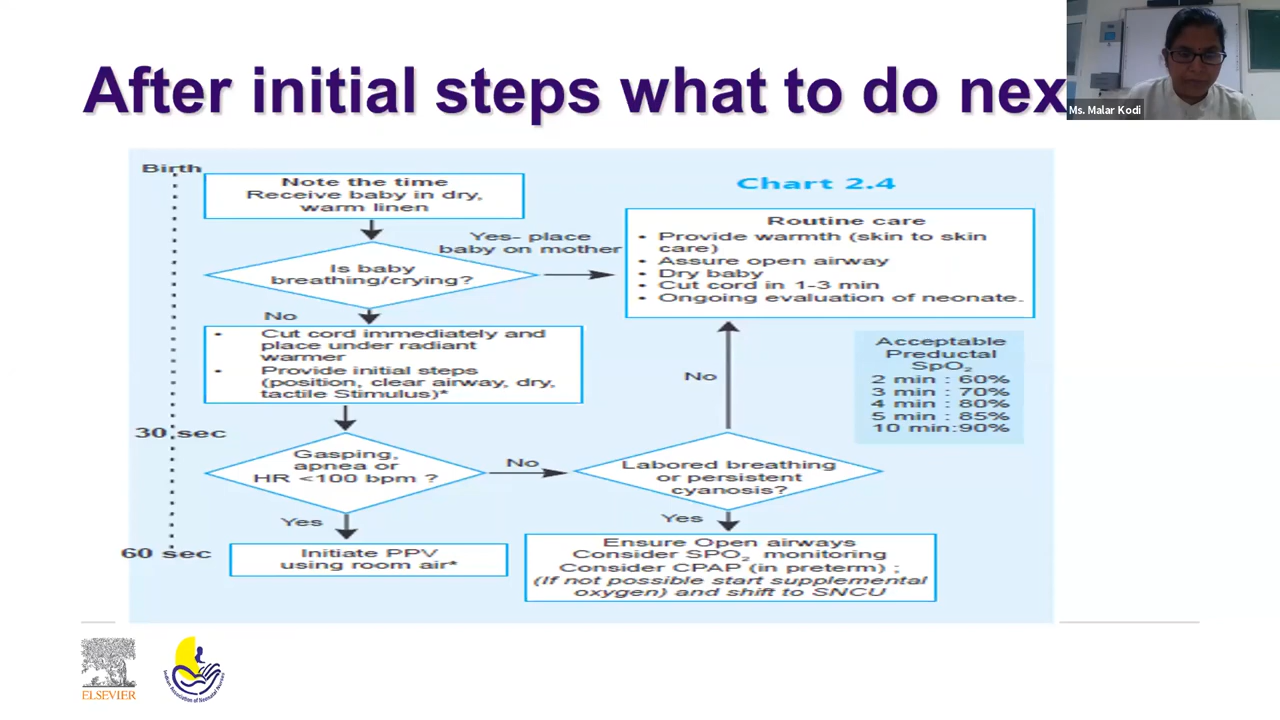 After initial steps what to do nex
Ms. Malar Kodi
Birth
Note the time
Receive baby in dry,
warm linen
Chart 2.4
Yes- place
baby on mother
Is baby
breathing/crying?
Routine care
• Provide warmth (skin to skin
care)
• Assure open airway
• Dry baby
• Cut cord in 1-3 min
• Ongoing evaluation of neonate.
No
• Cut cord immediately and
place under radiant
warmer
• Provide initial steps
(position, clear airway, dry,
tactile Stimulus)*
Acceptable
Preductal
SpO₂
2 min : 60%
3 min : 70%
4 min : 80%
5 min : 85%
10 min:90%
No
30 sec
Gasping,
apnea or
HR <100 bpm ?
No
Labored breathing
or persistent
cyanosis?
Yes
Yes
60 sec
Initiate PPV
using room air*
Ensure Open airways
Consider SPO₂ monitoring
Consider CPAP (in preterm) ;
(If not possible start supplemental
oxygen) and shift to SNCU
ELSEVIER
Indian Association of Neonatal Nurses